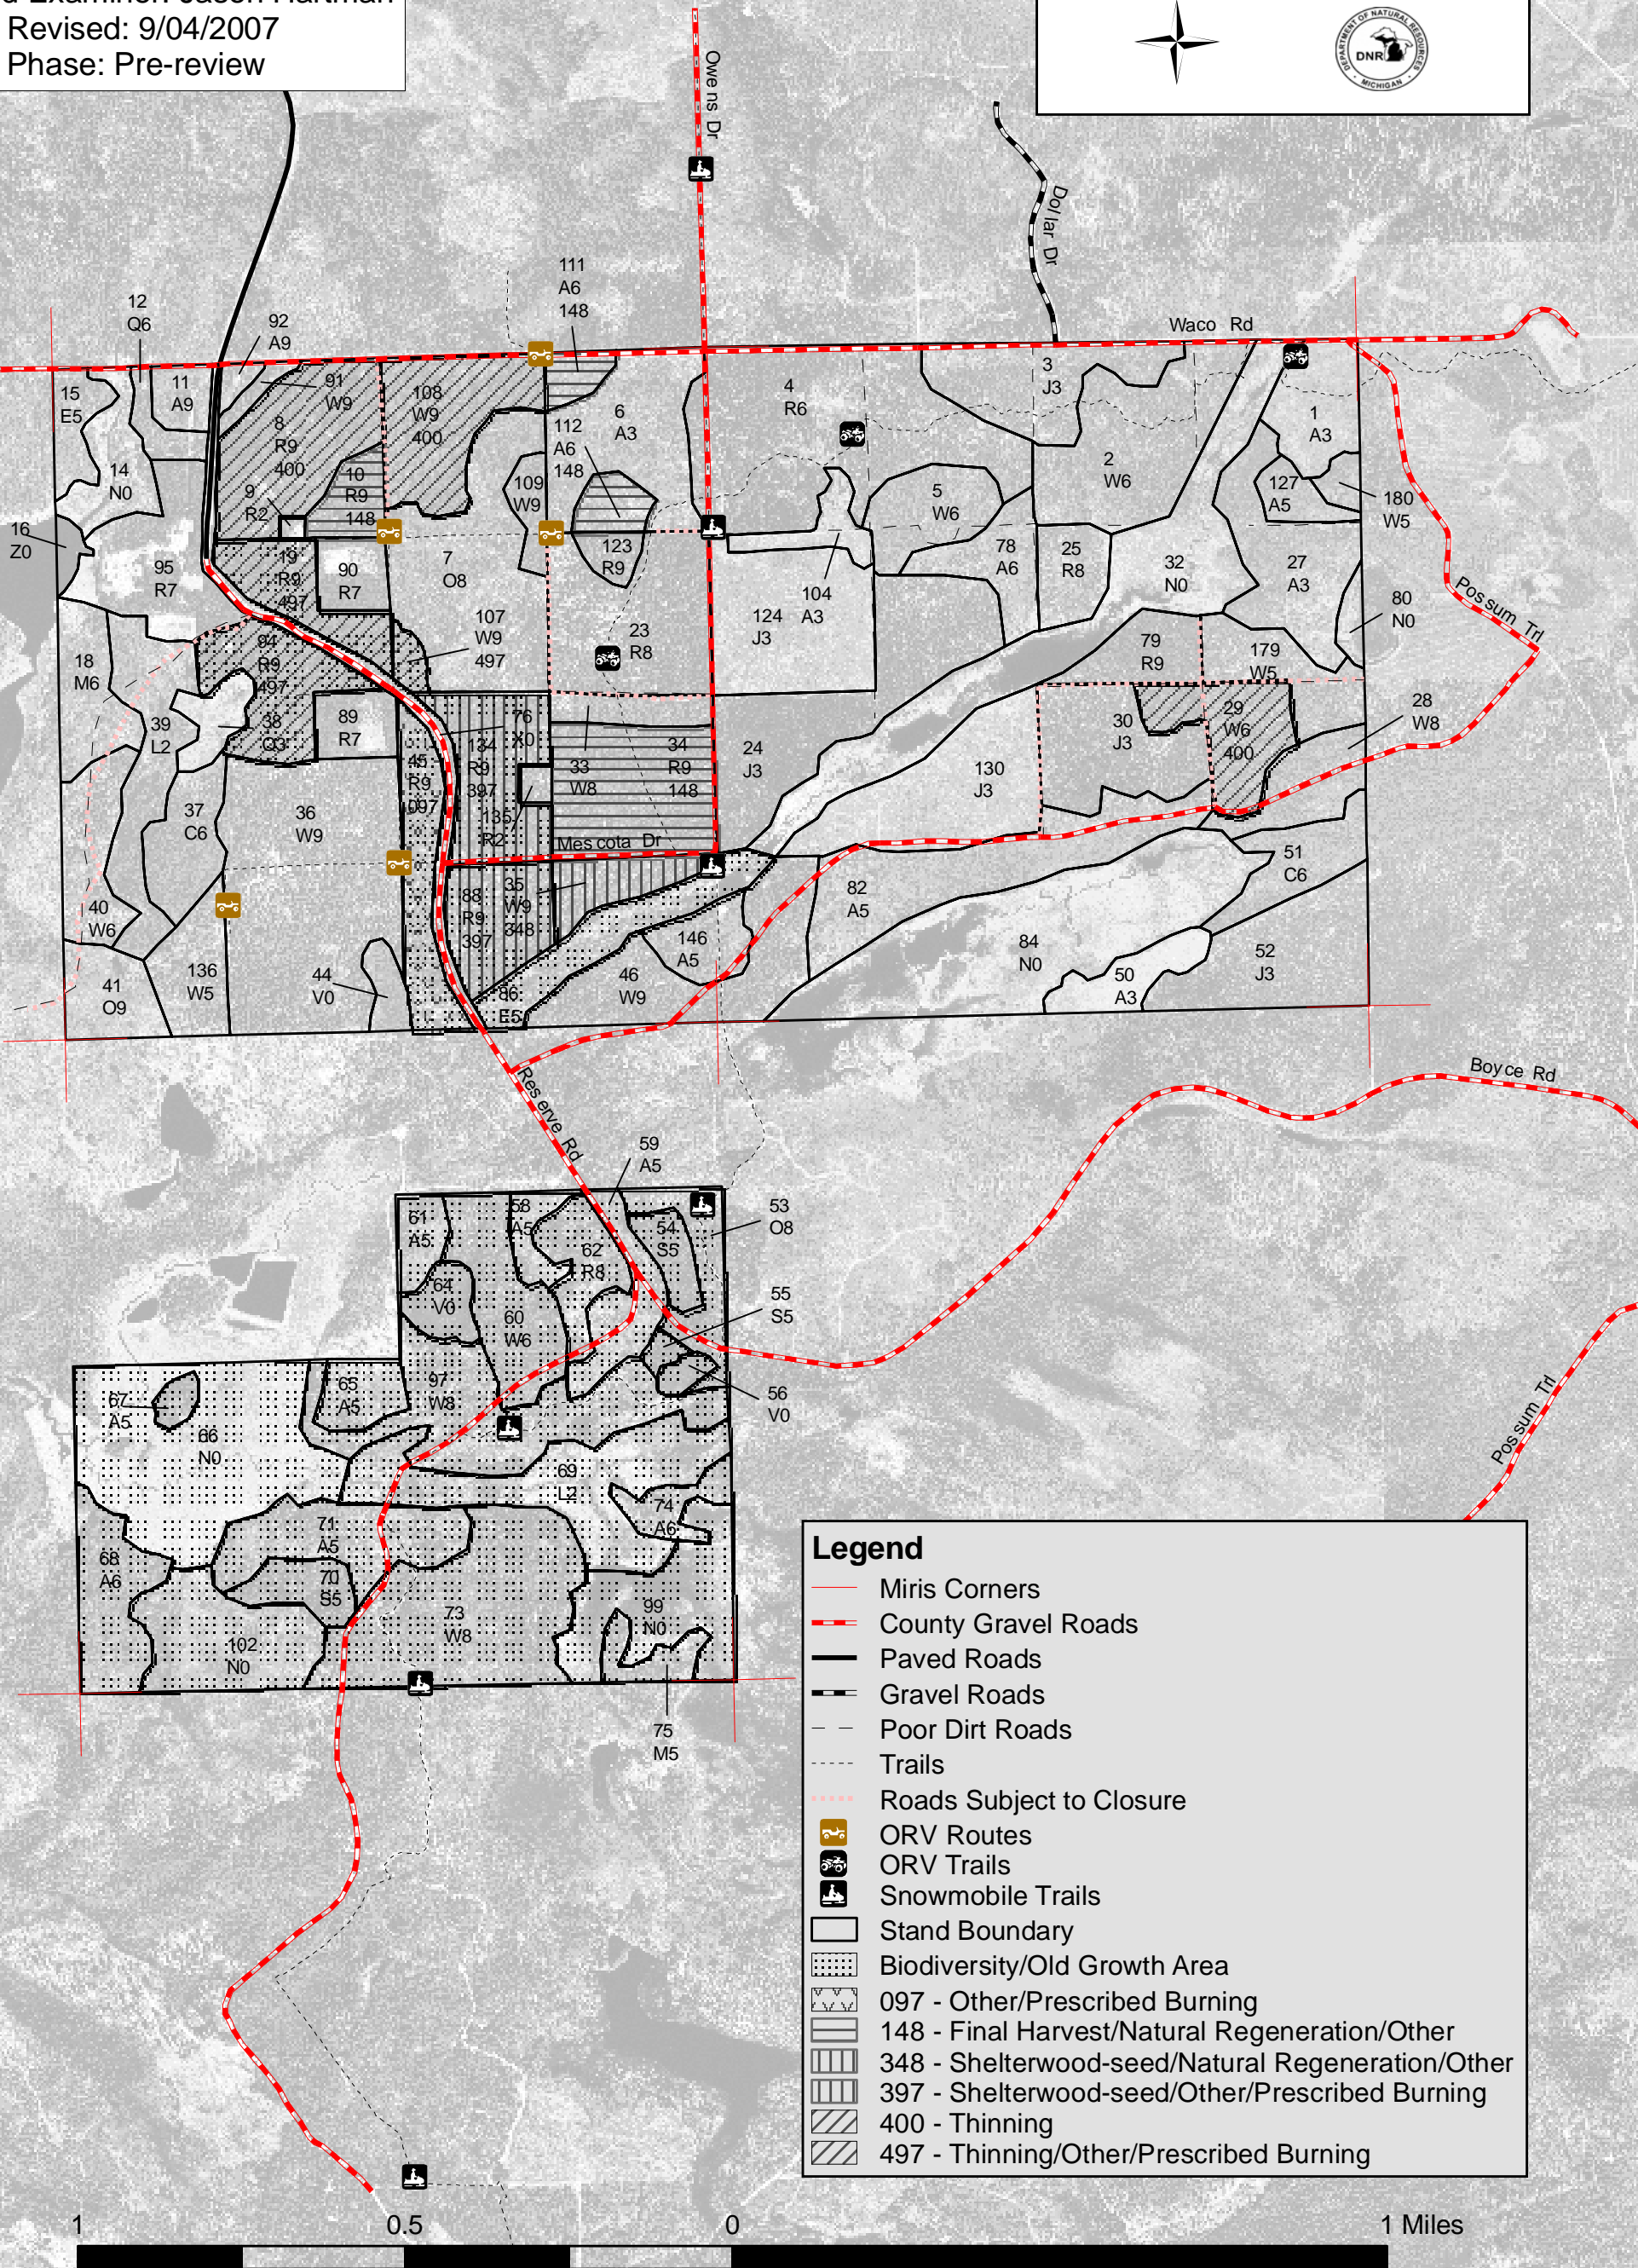 Examiner: Jason Hartman
Revised: 9/04/2007
Phase: Pre-review
DEPARTMENT OF NATURAL RESOURCES
DNR
MICHIGAN
Owens Dr
Dollar Dr
Waco Rd
111
A6
148
12
Q6
92
A9
15
E5
11
A9
91
W9
108
W9
400
6
A3
4
R6
3
J3
1
A3
8
R9
400
112
A6
148
14
N0
10
R9
148
9
R2
109
W9
5
W6
2
W6
127
A5
180
W5
16
Z0
95
R7
19
R9
497
90
R7
7
O8
123
R9
78
A6
25
R8
32
N0
27
A3
80
N0
Possum Trl
104
A3
124
J3
107
W9
497
23
R8
18
M6
94
R9
497
79
R9
179
W5
39
L2
38
Q3
89
R7
76
X0
134
R9
397
34
R9
148
24
J3
30
J3
29
W6
400
28
W8
45
R9
097
33
W8
130
J3
37
C6
36
W9
135
R2
Mescota Dr
51
C6
82
A5
88
R9
397
35
W9
348
40
W6
146
A5
84
N0
52
J3
41
O9
136
W5
44
V0
86
E5
46
W9
50
A3
Reserve Rd
Boyce Rd
59
A5
61
A5
58
A5
54
S5
53
O8
62
R8
64
V0
60
W6
55
S5
67
A5
65
A5
97
W8
56
V0
Possum Trl
66
N0
69
L2
74
A6
71
A5
68
A6
70
S5
73
W8
99
N0
102
N0
75
M5
Legend
Miris Corners
County Gravel Roads
Paved Roads
Gravel Roads
Poor Dirt Roads
Trails
Roads Subject to Closure
ORV Routes
ORV Trails
Snowmobile Trails
Stand Boundary
Biodiversity/Old Growth Area
097 - Other/Prescribed Burning
148 - Final Harvest/Natural Regeneration/Other
348 - Shelterwood-seed/Natural Regeneration/Other
397 - Shelterwood-seed/Other/Prescribed Burning
400 - Thinning
497 - Thinning/Other/Prescribed Burning
1 0.5 0 1 Miles